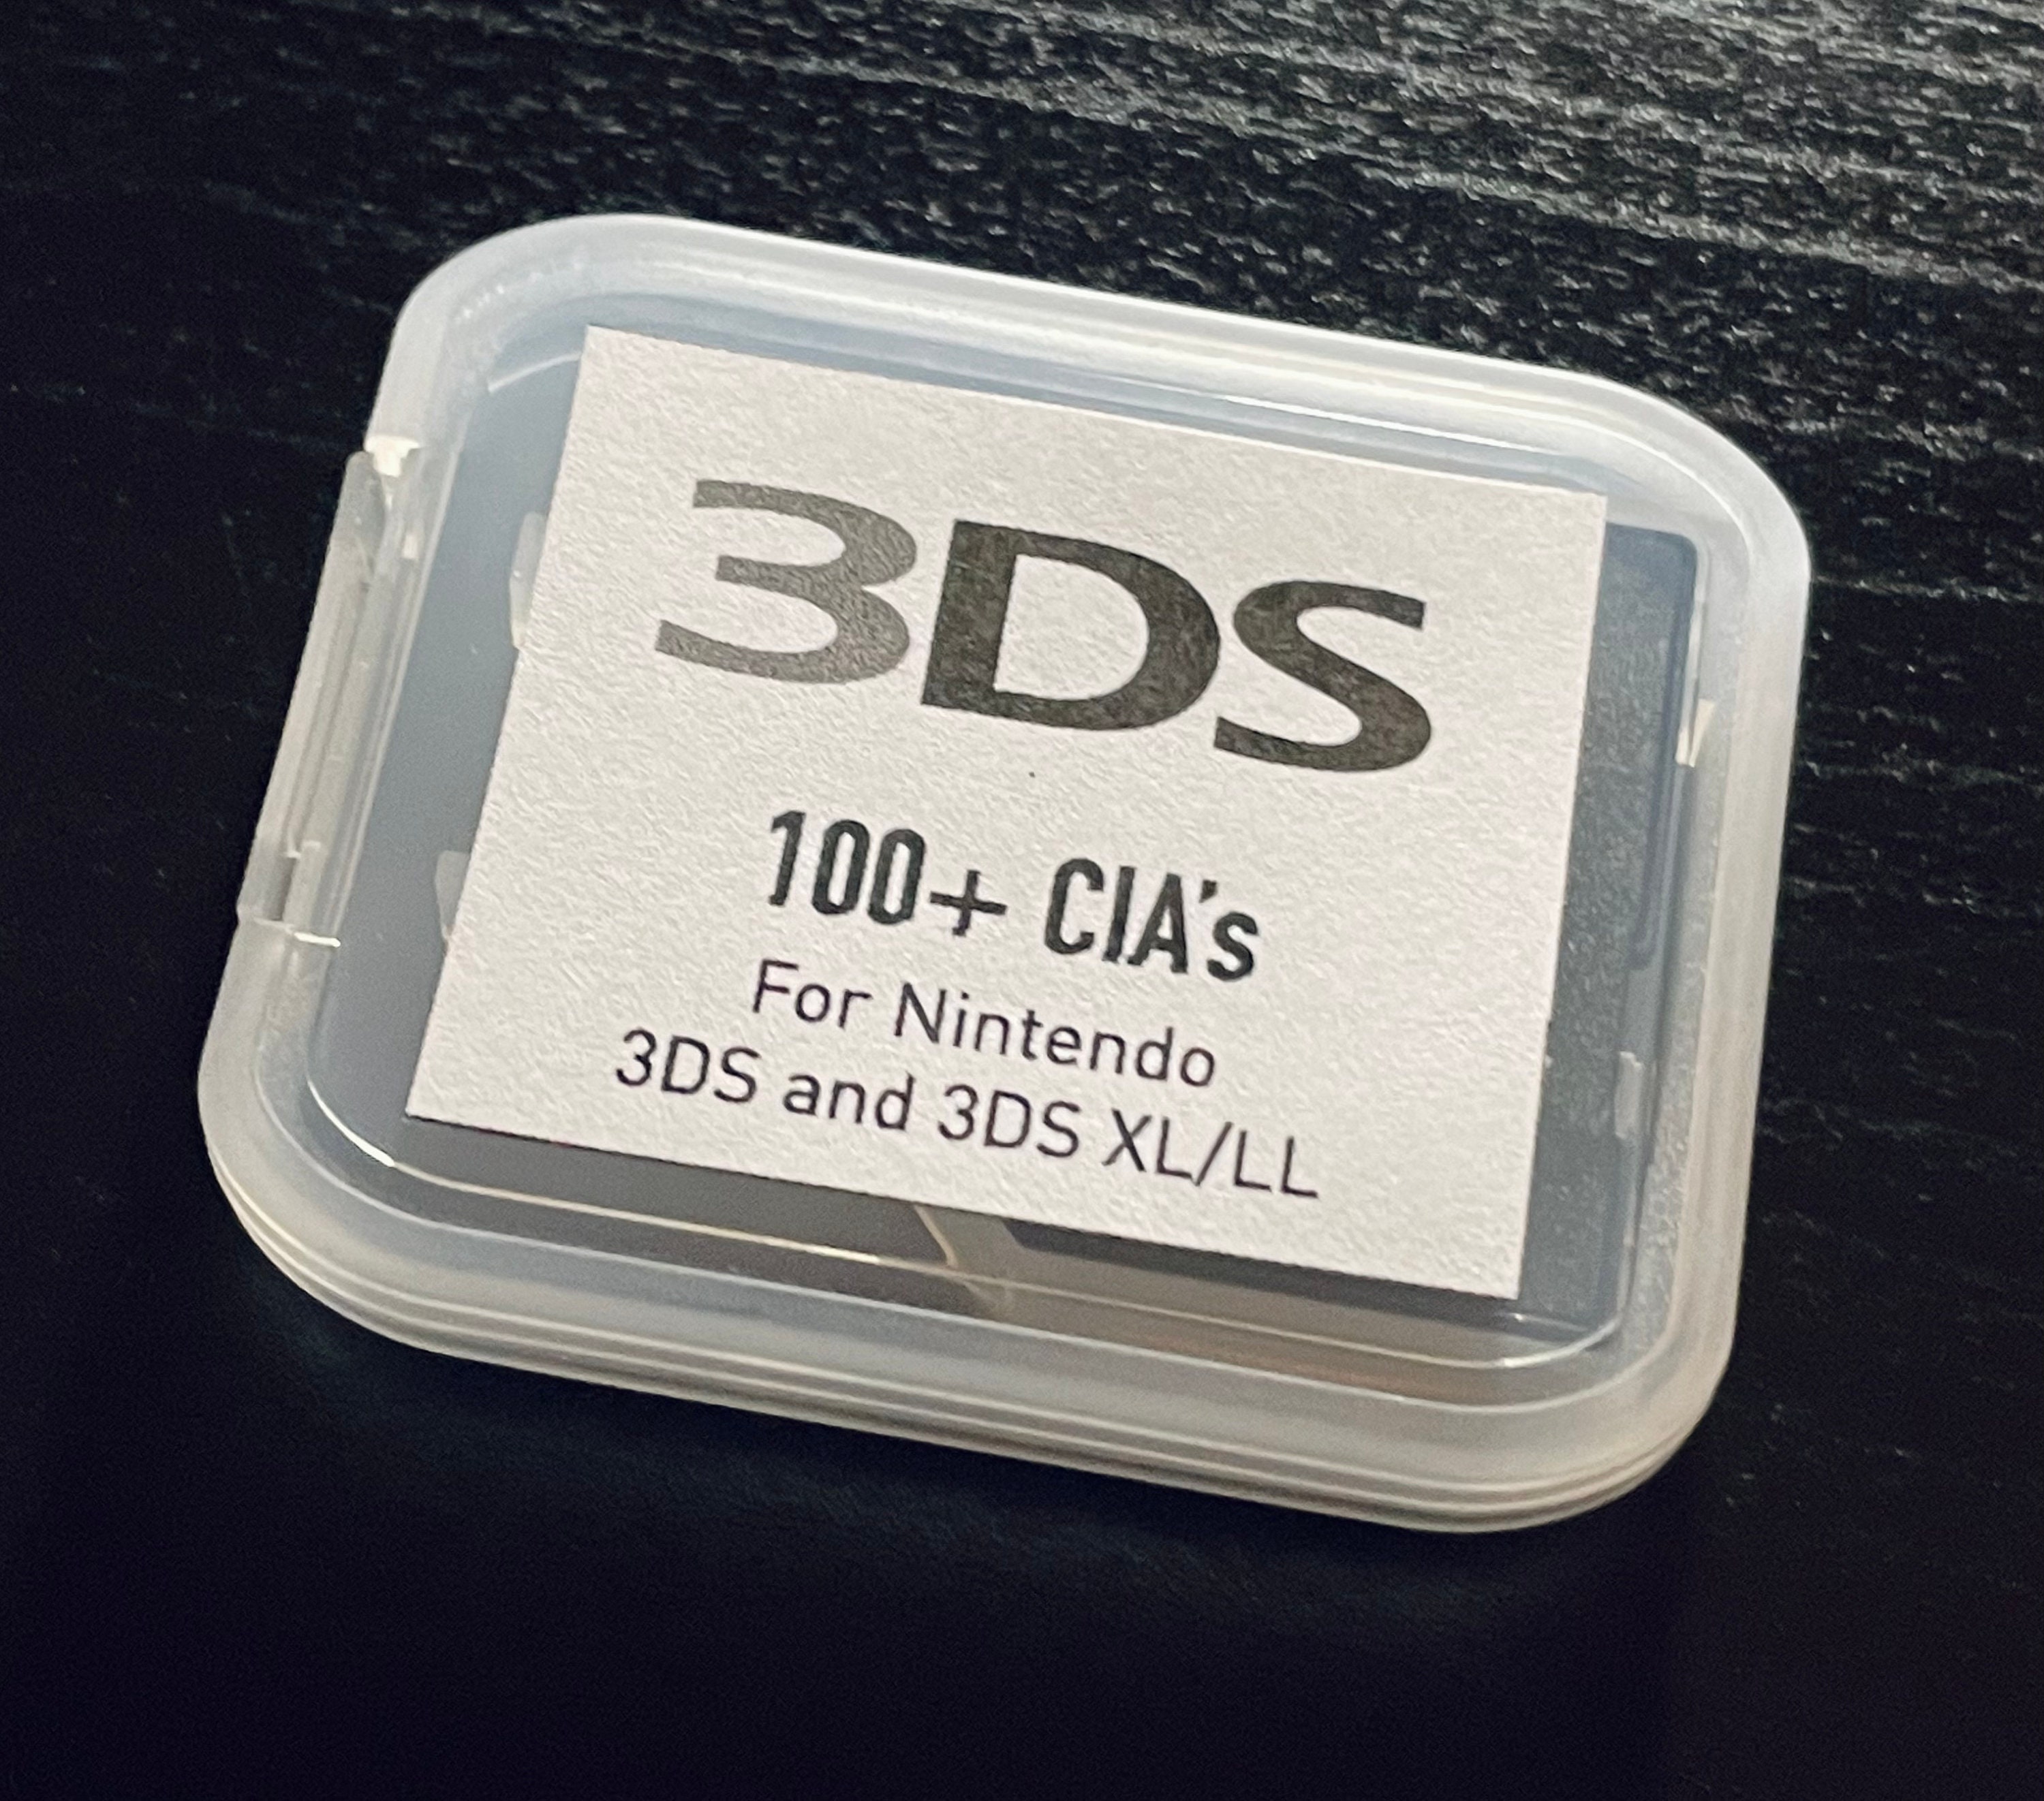 3DS
100+ CIA's
For Nintendo
3DS and 3DS XL/LL